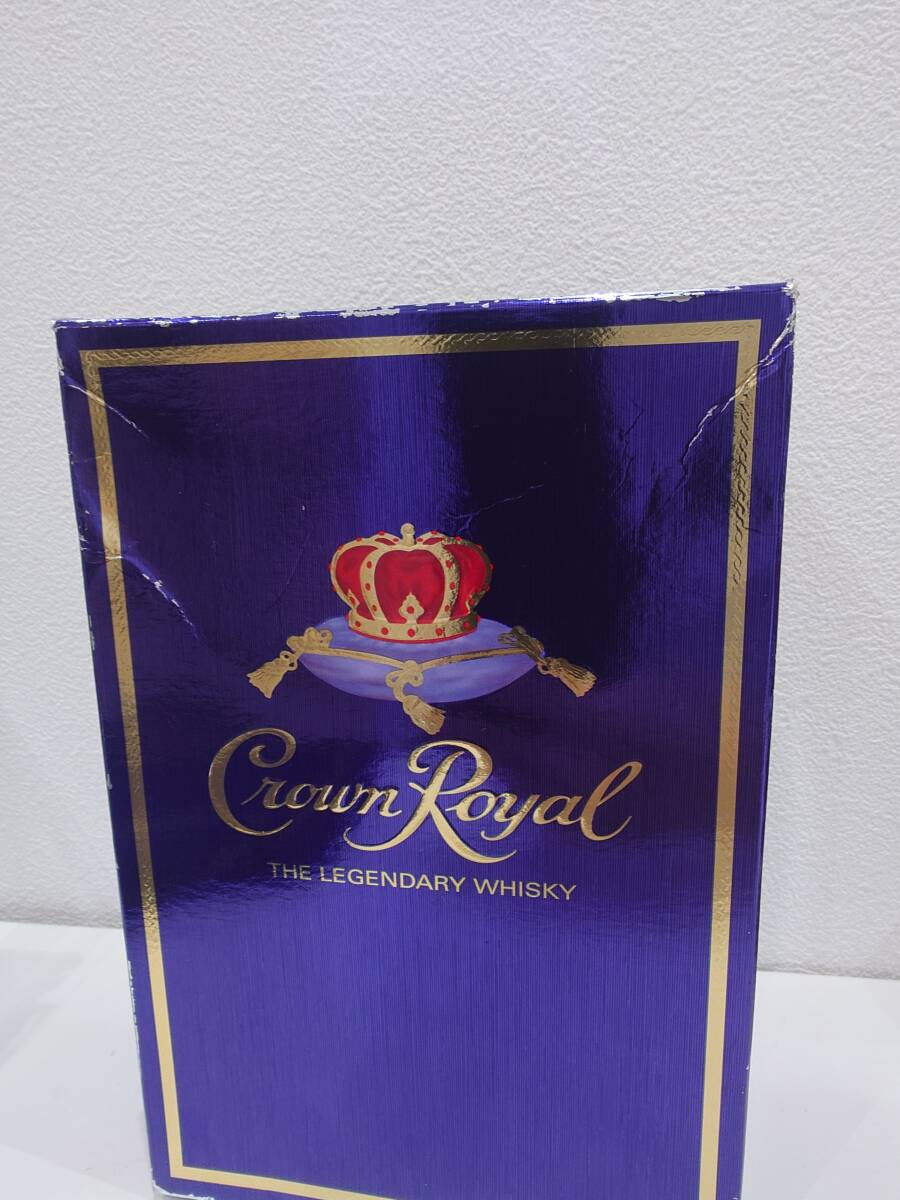 Crown Royal
THE LEGENDARY WHISKY